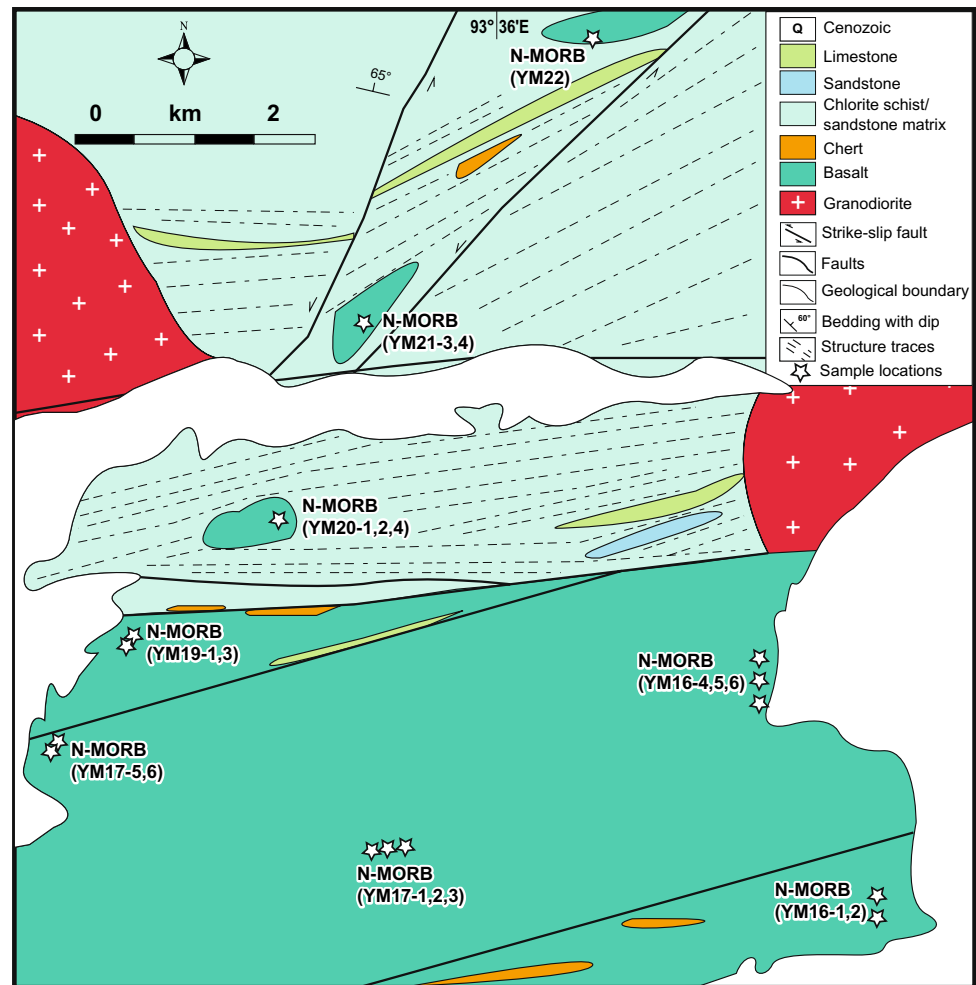 93° 36'E
N
N-MORB
(YM22)
65°
0 km 2
N-MORB
(YM21-3,4)
N-MORB
(YM20-1,2,4)
N-MORB
(YM19-1,3)
N-MORB
(YM16-4,5,6)
N-MORB
(YM17-5,6)
N-MORB
(YM17-1,2,3)
N-MORB
(YM16-1,2)
Q Cenozoic
Limestone
Sandstone
Chlorite schist/
sandstone matrix
Chert
Basalt
Granodiorite
Strike-slip fault
Faults
Geological boundary
60° Bedding with dip
Structure traces
Sample locations